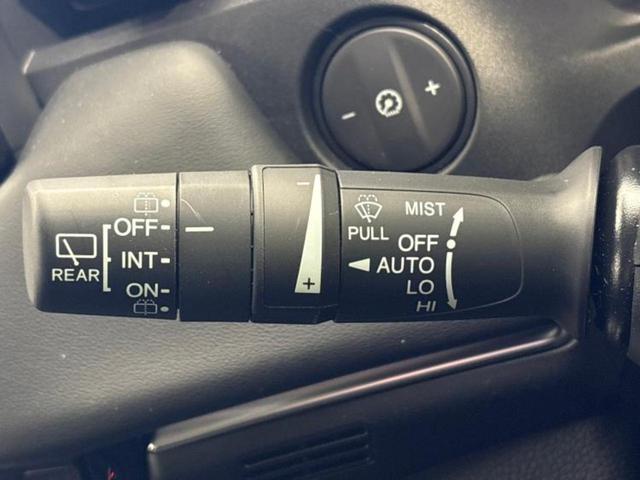 - +
REAR
OFF
INT
ON
-
+
PULL
MIST
OFF
AUTO
LO
HI